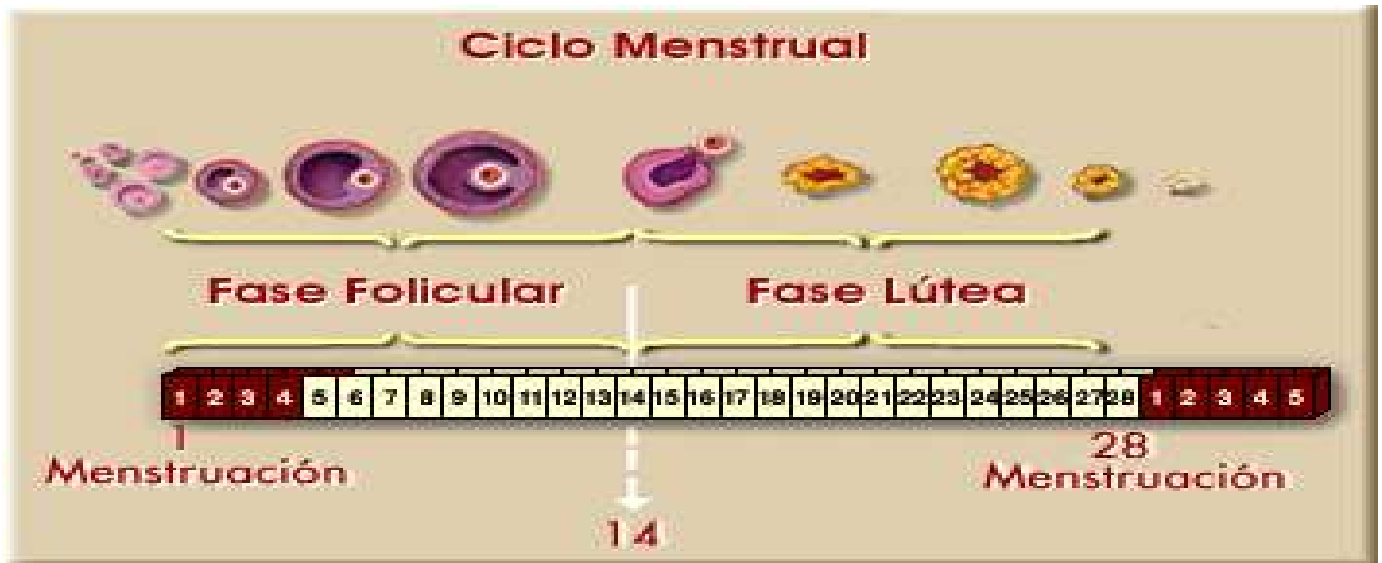 Ciclo Menstrual
Fase Folicular Fase Lútea
1 2 3 4 5 6 7 8 9 10 11 12 13 14 15 16 17 18 19 20 21 22 23 24 25 26 27 28 1 2 3 4 5
1 28
Menstruación Menstruación
14